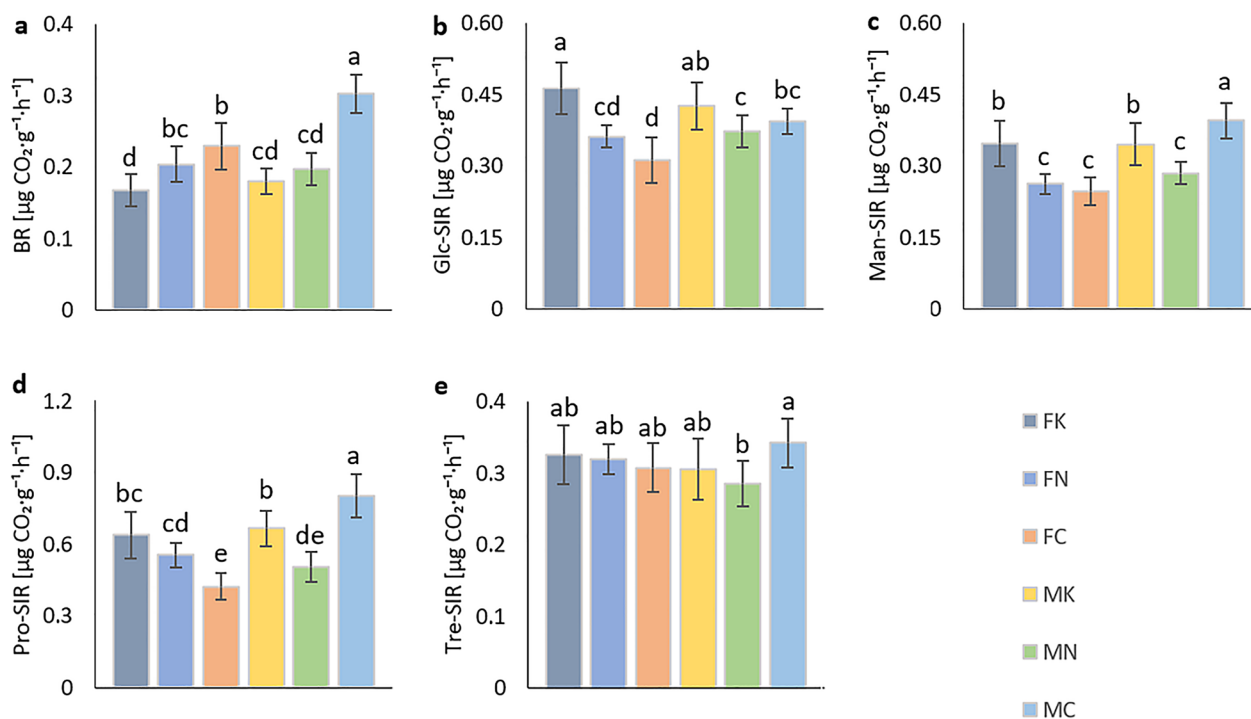 a
BR [µg CO₂·g⁻¹·h⁻¹]
0.4
0.3
0.2
0.1
0
d
bc
b
cd
cd
a
b
Glc-SIR [µg CO₂·g⁻¹·h⁻¹]
0.60
0.45
0.30
0.15
0
a
cd
d
ab
c
bc
c
Man-SIR [µg CO₂·g⁻¹·h⁻¹]
0.60
0.45
0.30
0.15
0
b
c
c
b
c
a
d
Pro-SIR [µg CO₂·g⁻¹·h⁻¹]
1.2
0.9
0.6
0.3
0
bc
cd
e
b
de
a
e
Tre-SIR [µg CO₂·g⁻¹·h⁻¹]
0.4
0.3
0.2
0.1
0
ab
ab
ab
ab
b
a
FK
FN
FC
MK
MN
MC